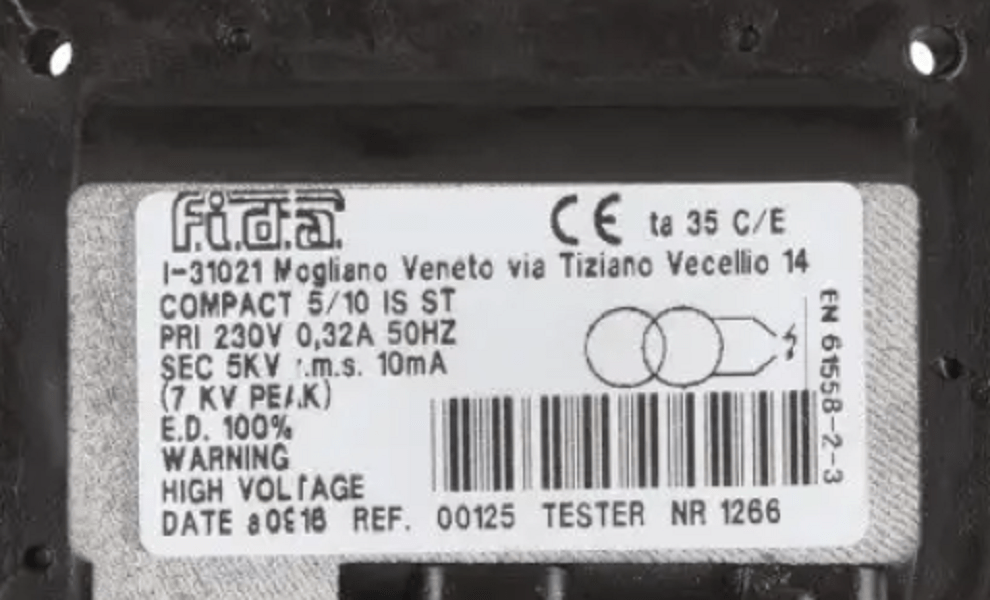 f.i.d.a.
CE ta 35 C/E
I-31021 Mogliano Veneto via Tiziano Vecellio 14
COMPACT 5/10 IS ST
PRI 230V 0,32A 50HZ
SEC 5KV r.m.s. 10mA
(7 KV PEAK)
E.D. 100%
WARNING
HIGH VOLTAGE
DATE REF. 00125 TESTER NR 1266
EN 61558-2-3